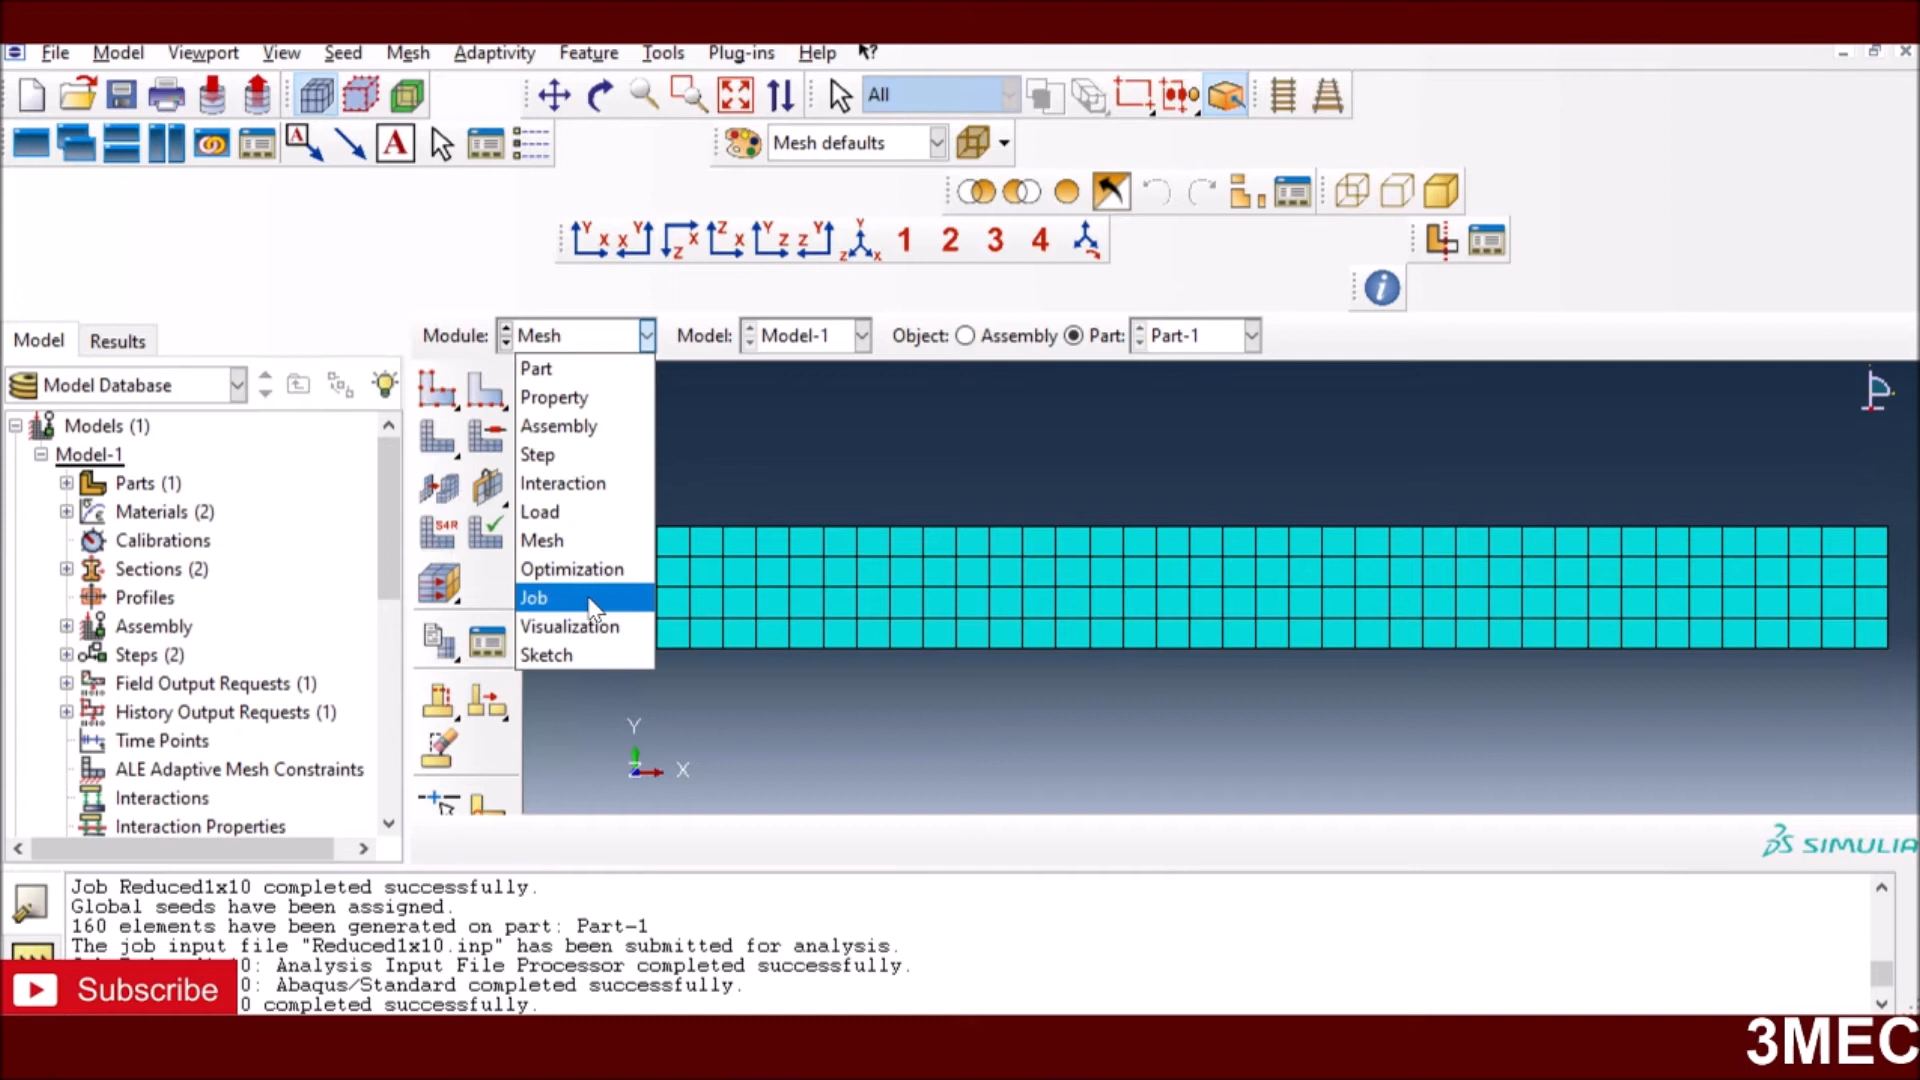 File Model Viewport View Seed Mesh Adaptivity Feature Tools Plug-ins Help ?
All
A A Mesh defaults
Y X X Y Z X Z X Y Z Z Y Y Z X 1 2 3 4
i
Model Results
Module: Mesh Model: Model-1 Object: Assembly Part: Part-1
Model Database
Models (1)
Model-1
Parts (1)
Materials (2)
Calibrations
Sections (2)
Profiles
Assembly
Steps (2)
Field Output Requests (1)
History Output Requests (1)
Time Points
ALE Adaptive Mesh Constraints
Interactions
Interaction Properties
S4R
Part
Property
Assembly
Step
Interaction
Load
Mesh
Optimization
Job
Visualization
Sketch
Y
Z X
SIMULIA
Job Reduced1x10 completed successfully.
Global seeds have been assigned.
160 elements have been generated on part: Part-1
The job input file "Reduced1x10.inp" has been submitted for analysis.
0: Analysis Input File Processor completed successfully.
0: Abaqus/Standard completed successfully.
0 completed successfully.
Subscribe
3MEC